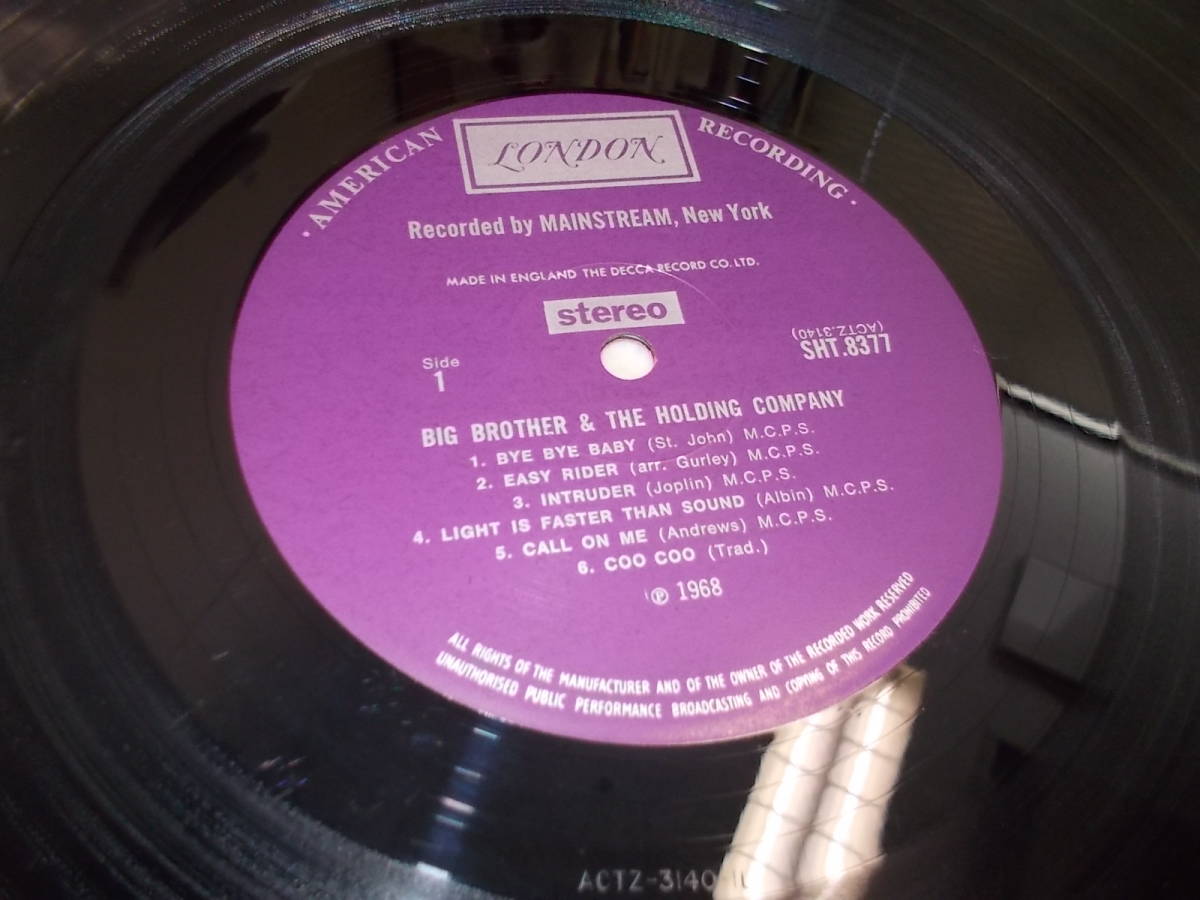 · AMERICAN RECORDING ·
LONDON
Recorded by MAINSTREAM, New York
MADE IN ENGLAND THE DECCA RECORD CO. LTD.
stereo
Side
1
(ACTZ.3140)
SHT.8377
BIG BROTHER & THE HOLDING COMPANY
1. BYE BYE BABY (St. John) M.C.P.S.
2. EASY RIDER (arr. Gurley) M.C.P.S.
3. INTRUDER (Joplin) M.C.P.S.
4. LIGHT IS FASTER THAN SOUND (Albin) M.C.P.S.
5. CALL ON ME (Andrews) M.C.P.S.
6. COO COO (Trad.)
℗ 1968
ALL RIGHTS OF THE MANUFACTURER AND OF THE OWNER OF THE RECORDED WORK RESERVED
UNAUTHORISED PUBLIC PERFORMANCE BROADCASTING AND COPYING OF THIS RECORD PROHIBITED
ACTZ-3140